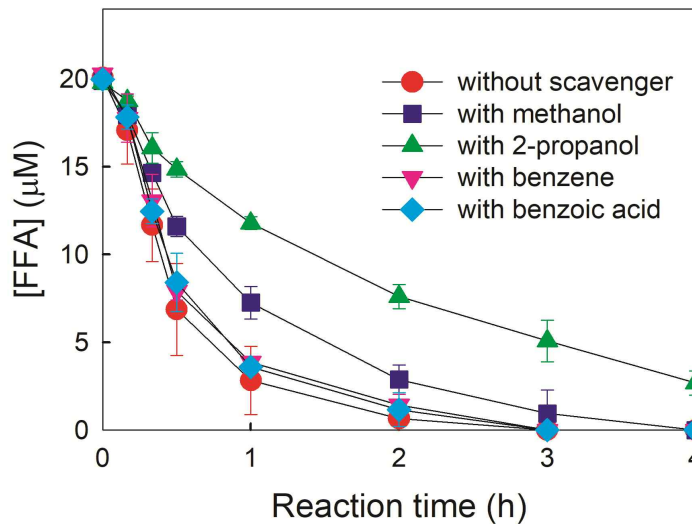 20
15
10
5
0
[FFA] (μM)
without scavenger
with methanol
with 2-propanol
with benzene
with benzoic acid
0 1 2 3 4
Reaction time (h)